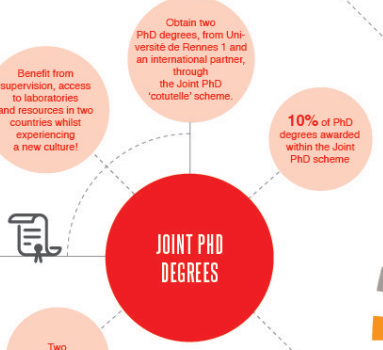 Obtain two
PhD degrees, from Uni-
versité de Rennes 1 and
an international partner,
through
the Joint PhD
‘cotutelle’ scheme.
Benefit from
supervision, access
to laboratories
and resources in two
countries whilst
experiencing
a new culture!
10% of PhD
degrees awarded
within the Joint
PhD scheme
JOINT PHD
DEGREES
Two